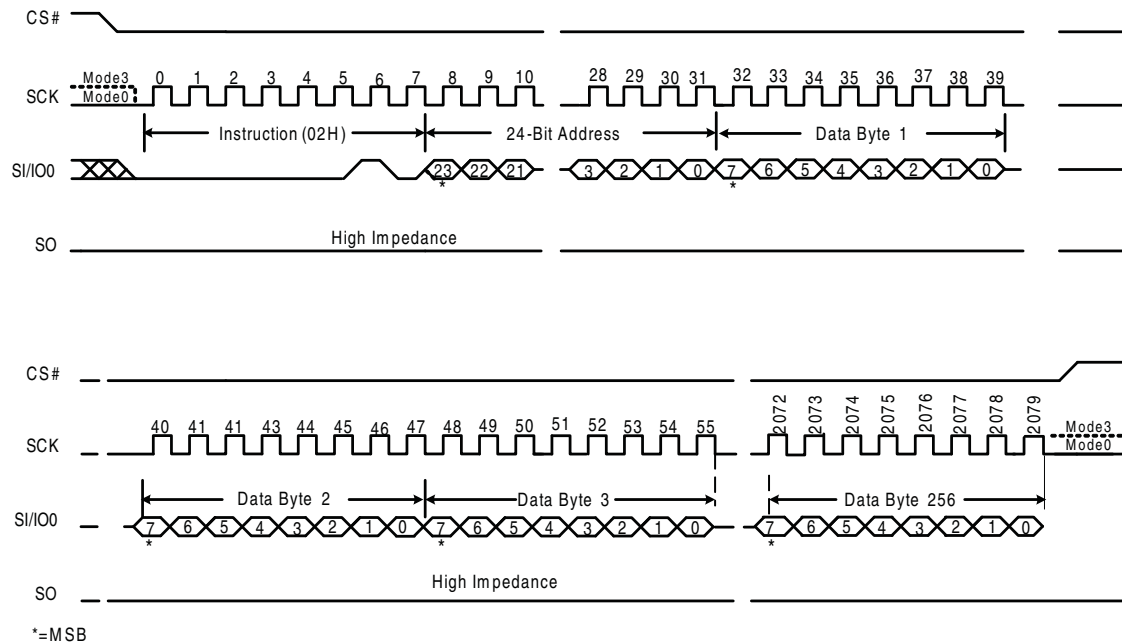 CS#
Mode3 0 1 2 3 4 5 6 7 8 9 10 28 29 30 31 32 33 34 35 36 37 38 39
SCK Mode0
Instruction (02H) 24-Bit Address Data Byte 1
SI/IO0 23 22 21 3 2 1 0 7 6 5 4 3 2 1 0
* *
SO High Impedance
CS#
40 41 41 43 44 45 46 47 48 49 50 51 52 53 54 55 2072 2073 2074 2075 2076 2077 2078 2079 Mode3
SCK Mode0
Data Byte 2 Data Byte 3 Data Byte 256
SI/IO0 7 6 5 4 3 2 1 0 7 6 5 4 3 2 1 0 7 6 5 4 3 2 1 0
* * *
High Impedance
SO
*=MSB